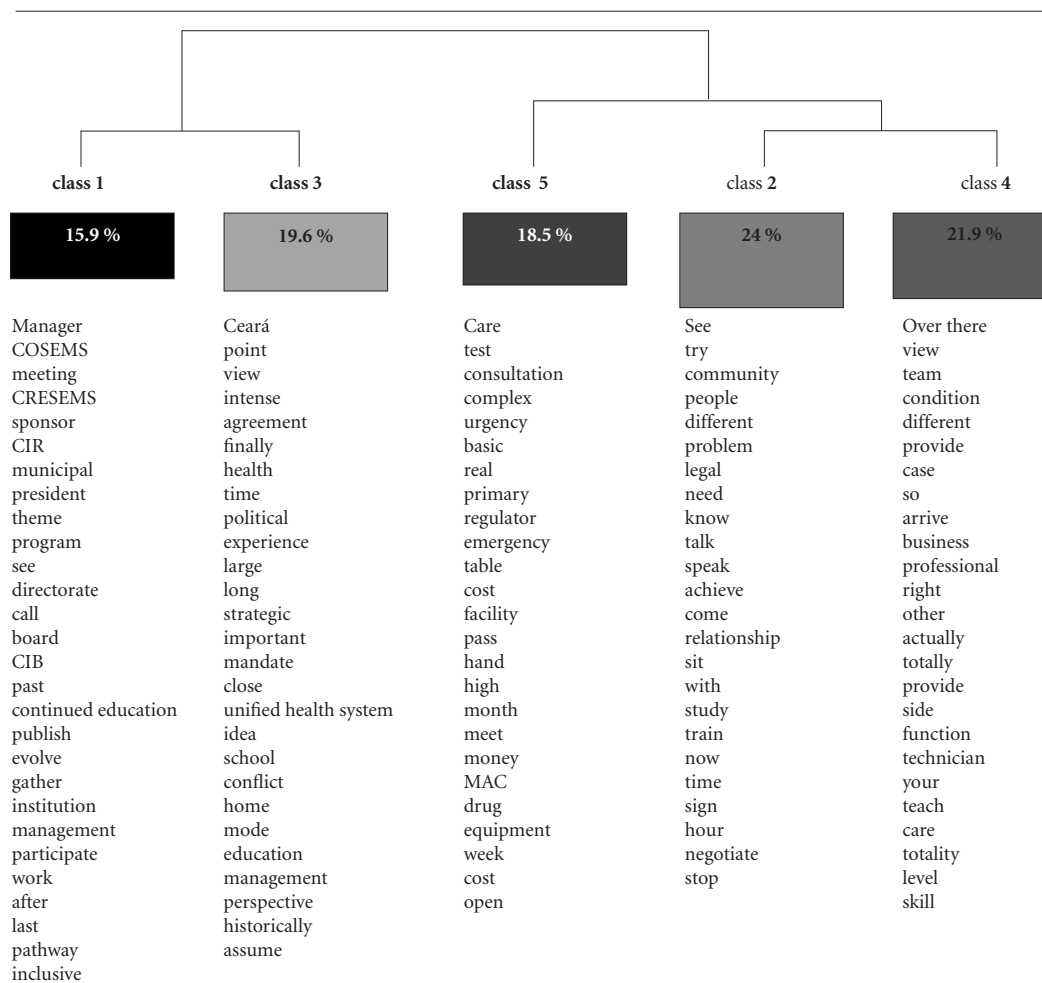 class 1
15.9 %
Manager
COSEMS
meeting
CRESEMS
sponsor
CIR
municipal
president
theme
program
see
directorate
call
board
CIB
past
continued education
publish
evolve
gather
institution
management
participate
work
after
last
pathway
inclusive
class 3
19.6 %
Ceará
point
view
intense
agreement
finally
health
time
political
experience
large
long
strategic
important
mandate
close
unified health system
idea
school
conflict
home
mode
education
management
perspective
historically
assume
class 5
18.5 %
Care
test
consultation
complex
urgency
basic
real
primary
regulator
emergency
table
cost
facility
pass
hand
high
month
meet
money
MAC
drug
equipment
week
cost
open
class 2
24 %
See
try
community
people
different
problem
legal
need
know
talk
speak
achieve
come
relationship
sit
with
study
train
now
time
sign
hour
negotiate
stop
class 4
21.9 %
Over there
view
team
condition
different
provide
case
so
arrive
business
professional
right
other
actually
totally
provide
side
function
technician
your
teach
care
totality
level
skill